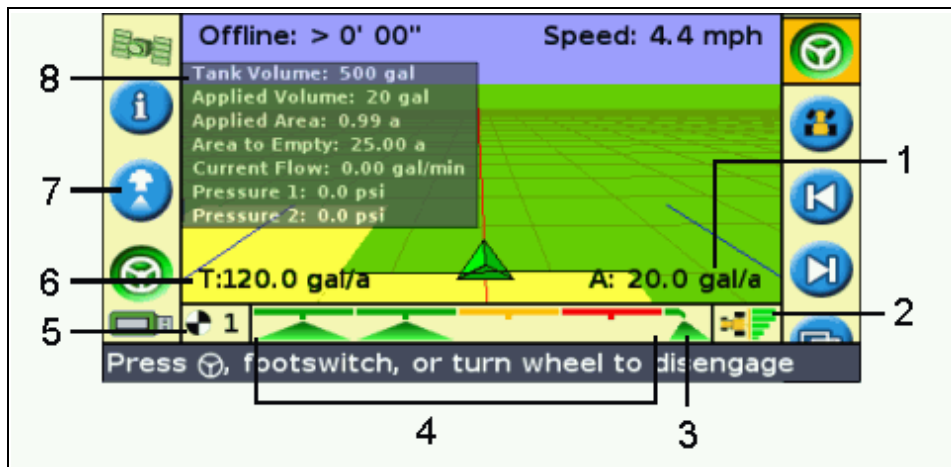 Offline: > 0' 00" Speed: 4.4 mph
8
Tank Volume: 500 gal
Applied Volume: 20 gal
Applied Area: 0.99 a
Area to Empty: 25.00 a
Current Flow: 0.00 gal/min
Pressure 1: 0.0 psi
Pressure 2: 0.0 psi
1
7
6
T:120.0 gal/a A: 20.0 gal/a
5
1
2
Press , footswitch, or turn wheel to disengage
4
3